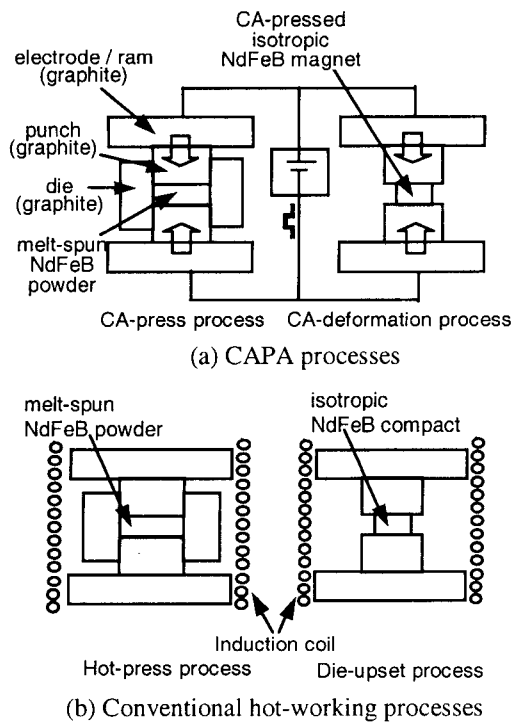 CA-pressed
isotropic
NdFeB magnet
electrode / ram
(graphite)
punch
(graphite)
die
(graphite)
melt-spun
NdFeB
powder
CA-press process
CA-deformation process
(a) CAPA processes
melt-spun
NdFeB powder
isotropic
NdFeB compact
Induction coil
Hot-press process
Die-upset process
(b) Conventional hot-working processes